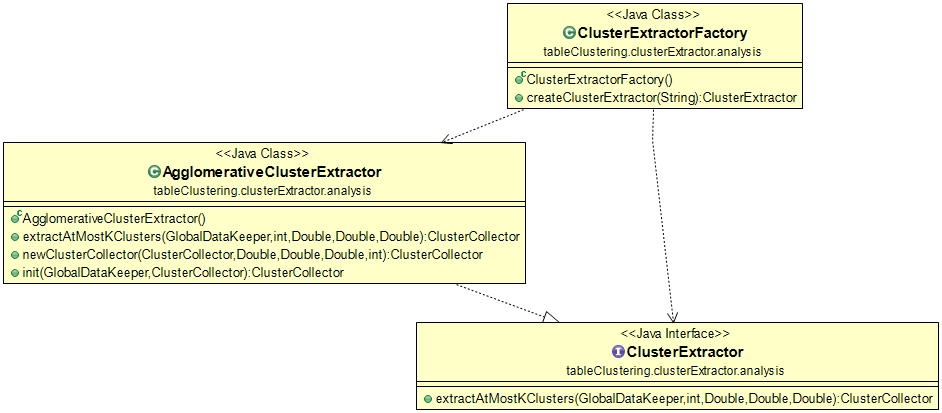 <<Java Class>>
ClusterExtractorFactory
tableClustering.clusterExtractor.analysis
ClusterExtractorFactory()
createClusterExtractor(String):ClusterExtractor
<<Java Class>>
AgglomerativeClusterExtractor
tableClustering.clusterExtractor.analysis
AgglomerativeClusterExtractor()
extractAtMostKClusters(GlobalDataKeeper,int,Double,Double,Double):ClusterCollector
newClusterCollector(ClusterCollector,Double,Double,Double,int):ClusterCollector
init(GlobalDataKeeper,ClusterCollector):ClusterCollector
<<Java Interface>>
ClusterExtractor
tableClustering.clusterExtractor.analysis
extractAtMostKClusters(GlobalDataKeeper,int,Double,Double,Double):ClusterCollector